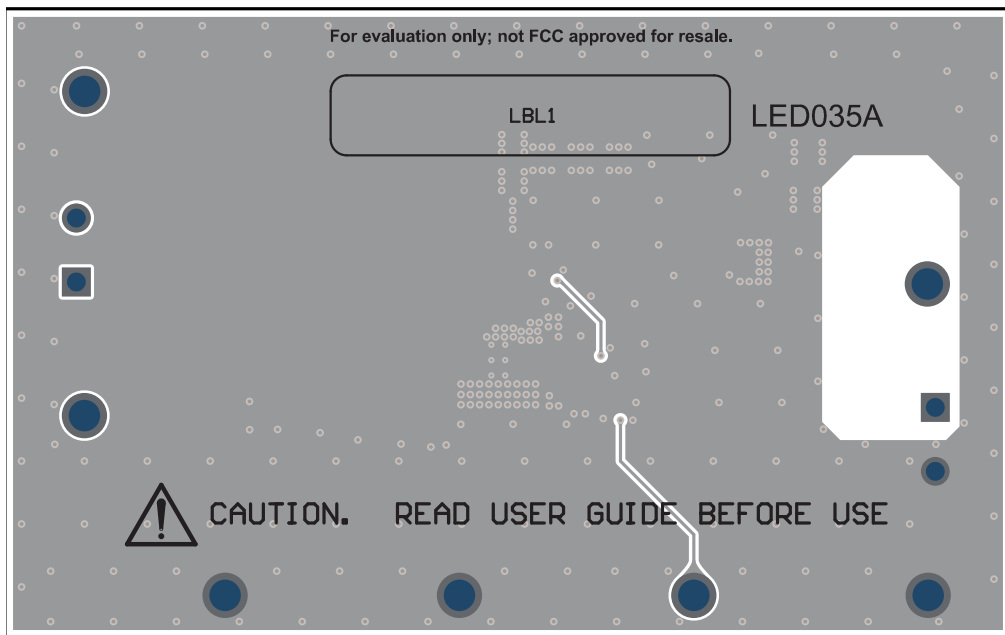 For evaluation only; not FCC approved for resale.
LBL1
LED035A
CAUTION. READ USER GUIDE BEFORE USE